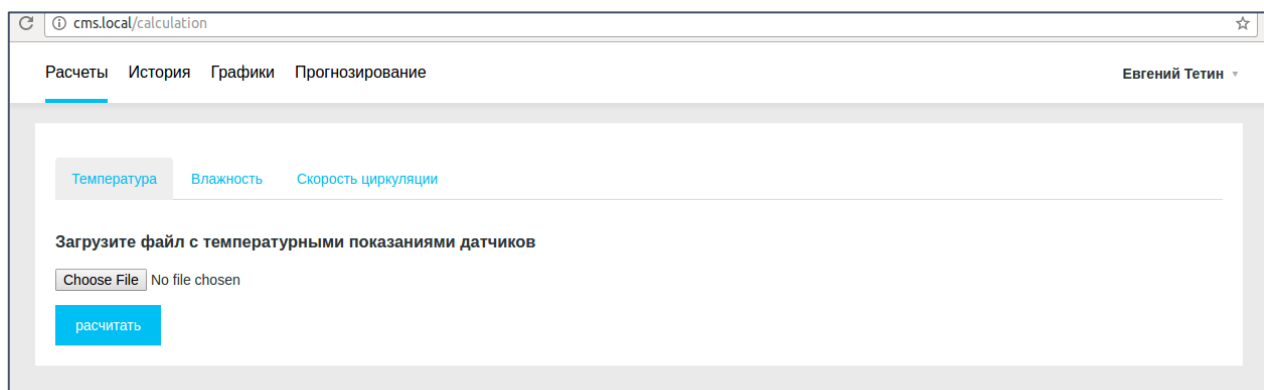 cms.local/calculation
Расчеты История Графики Прогнозирование Евгений Тетин
Температура Влажность Скорость циркуляции
Загрузите файл с температурными показаниями датчиков
Choose File No file chosen
расчитать